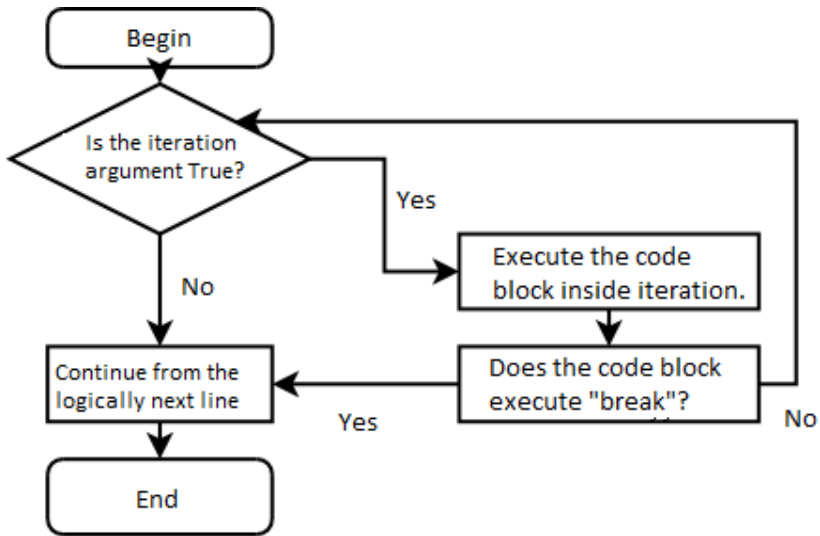 Begin
Is the iteration
argument True?
Yes
Execute the code
block inside iteration.
No
Continue from the
logically next line
Does the code block
execute "break"?
Yes
No
End